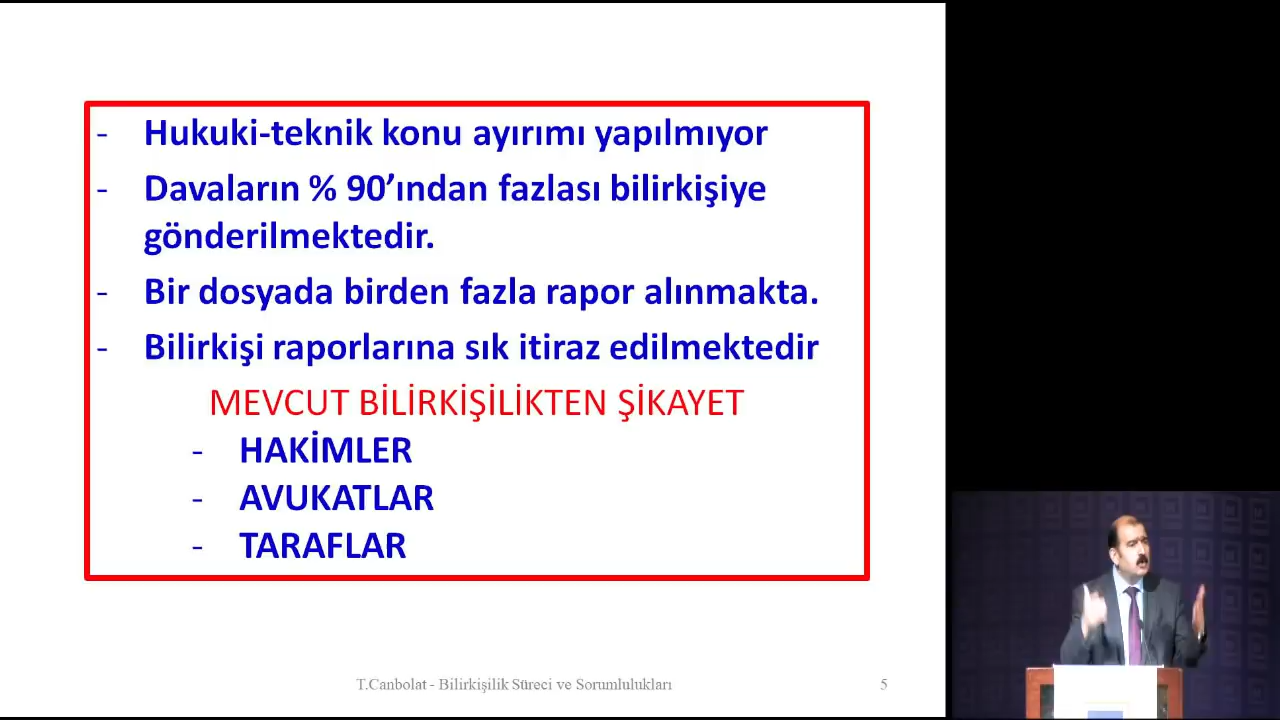 - Hukuki-teknik konu ayırımı yapılmıyor
- Davaların % 90’ından fazlası bilirkişiye
gönderilmektedir.
- Bir dosyada birden fazla rapor alınmakta.
- Bilirkişi raporlarına sık itiraz edilmektedir
MEVCUT BİLİRKİŞİLİKTEN ŞİKAYET
- HAKİMLER
- AVUKATLAR
- TARAFLAR
T.Canbolat - Bilirkişilik Süreci ve Sorumlulukları 5